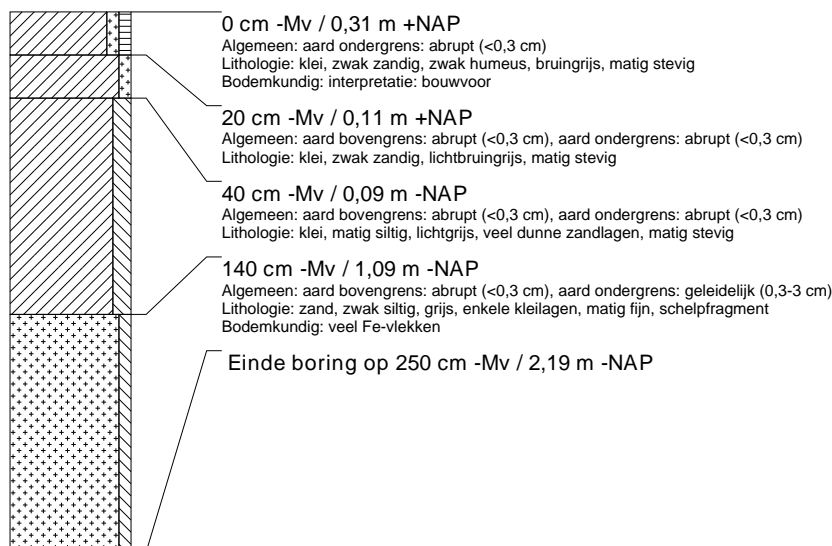 0 cm -Mv / 0,31 m +NAP
Algemeen: aard ondergrens: abrupt (<0,3 cm)
Lithologie: klei, zwak zandig, zwak humeus, bruingrijs, matig stevig
Bodemkundig: interpretatie: bouwvoor
20 cm -Mv / 0,11 m +NAP
Algemeen: aard bovengrens: abrupt (<0,3 cm), aard ondergrens: abrupt (<0,3 cm)
Lithologie: klei, zwak zandig, lichtbruingrijs, matig stevig
40 cm -Mv / 0,09 m -NAP
Algemeen: aard bovengrens: abrupt (<0,3 cm), aard ondergrens: abrupt (<0,3 cm)
Lithologie: klei, matig siltig, lichtgrijs, veel dunne zandlagen, matig stevig
140 cm -Mv / 1,09 m -NAP
Algemeen: aard bovengrens: abrupt (<0,3 cm), aard ondergrens: geleidelijk (0,3-3 cm)
Lithologie: zand, zwak siltig, grijs, enkele kleilagen, matig fijn, schelpfragment
Bodemkundig: veel Fe-vlekken
Einde boring op 250 cm -Mv / 2,19 m -NAP